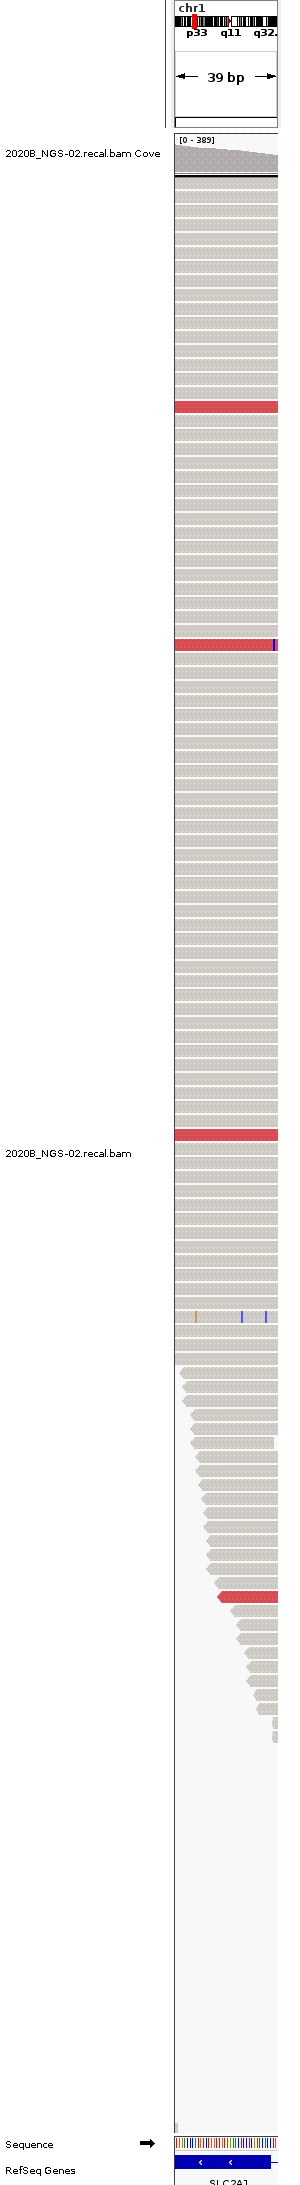 chr1
p33 q11 q32.
39 bp
[0 - 389]
2020B_NGS-02.recal.bam Cove
2020B_NGS-02.recal.bam
Sequence
RefSeq Genes
SLC2A1